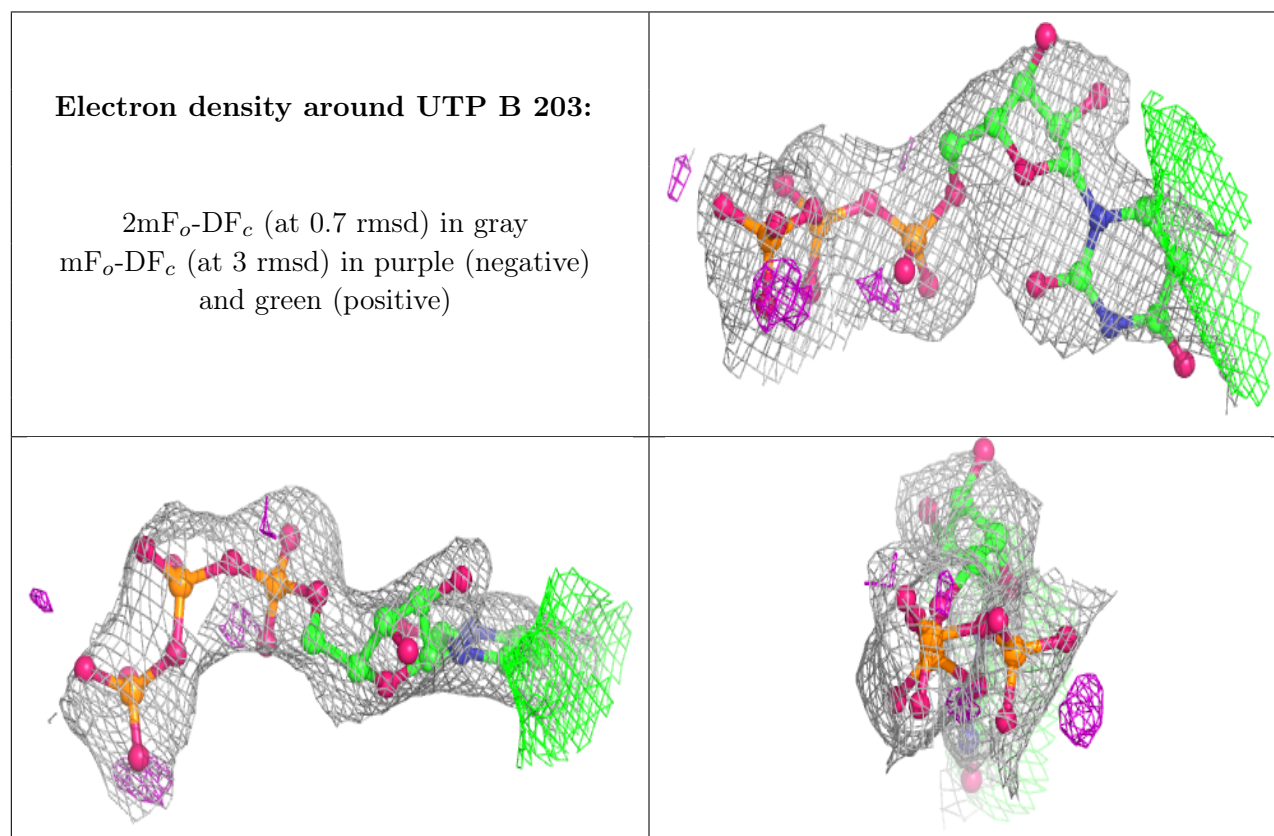 Electron density around UTP B 203:
2mFₒ-DF𝒸 (at 0.7 rmsd) in gray
mFₒ-DF𝒸 (at 3 rmsd) in purple (negative)
and green (positive)